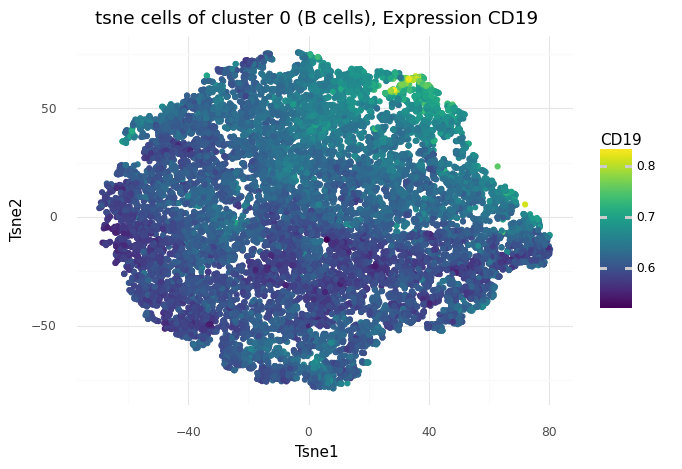 tsne cells of cluster 0 (B cells), Expression CD19
50
0
−50
Tsne2
−40
0
40
80
Tsne1
CD19
0.8
0.7
0.6